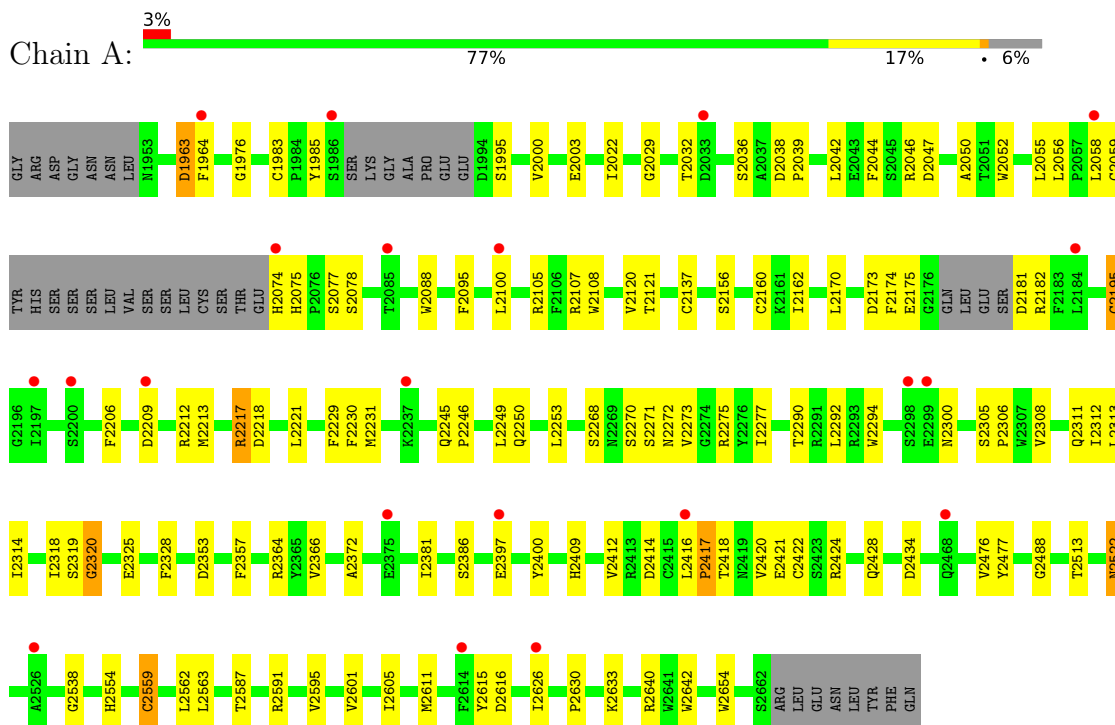 3%
Chain A:
77% 17% • 6%
GLY ARG ASP GLY ASN ASN LEU N1953 D1963 F1964 G1976 C1983 P1984 Y1985 S1986 SER LYS GLY ALA PRO GLU GLU D1994 S1995 V2000 E2003 I2022 G2029 T2032 D2033 S2036 A2037 D2038 P2039 L2042 E2043 F2044 S2045 R2046 D2047 A2050 T2051 W2052 L2055 L2056 P2057 L2058 G2059
TYR HIS SER SER SER LEU VAL SER SER LEU CYS SER THR GLU H2074 H2075 P2076 S2077 S2078 T2085 W2088 F2095 L2100 R2105 F2106 R2107 W2108 V2120 T2121 C2137 S2156 C2160 K2161 I2162 L2170 D2173 F2174 E2175 G2176 GLN LEU GLU SER D2181 R2182 F2183 L2184 C2195
G2196 I2197 S2200 F2206 D2209 R2212 M2213 R2217 D2218 L2221 F2229 F2230 M2231 K2237 Q2245 P2246 L2249 Q2250 L2253 S2268 N2269 S2270 S2271 N2272 V2273 G2274 R2275 Y2276 I2277 T2290 R2291 L2292 R2293 W2294 S2298 E2299 N2300 S2305 P2306 W2307 V2308 Q2311 I2312 L2313
I2314 I2318 S2319 G2320 E2325 F2328 D2353 F2357 R2364 Y2365 V2366 A2372 E2375 I2381 S2386 E2397 Y2400 H2409 V2412 R2413 D2414 C2415 L2416 P2417 T2418 N2419 V2420 E2421 C2422 S2423 R2424 Q2428 D2434 Q2468 V2476 Y2477 G2488 T2513 N2522
A2526 G2538 H2554 C2559 L2562 L2563 T2587 R2591 V2595 V2601 I2605 M2611 F2614 Y2615 D2616 I2626 P2630 K2633 R2640 W2641 W2642 W2654 S2662 ARG LEU GLU ASN LEU TYR PHE GLN